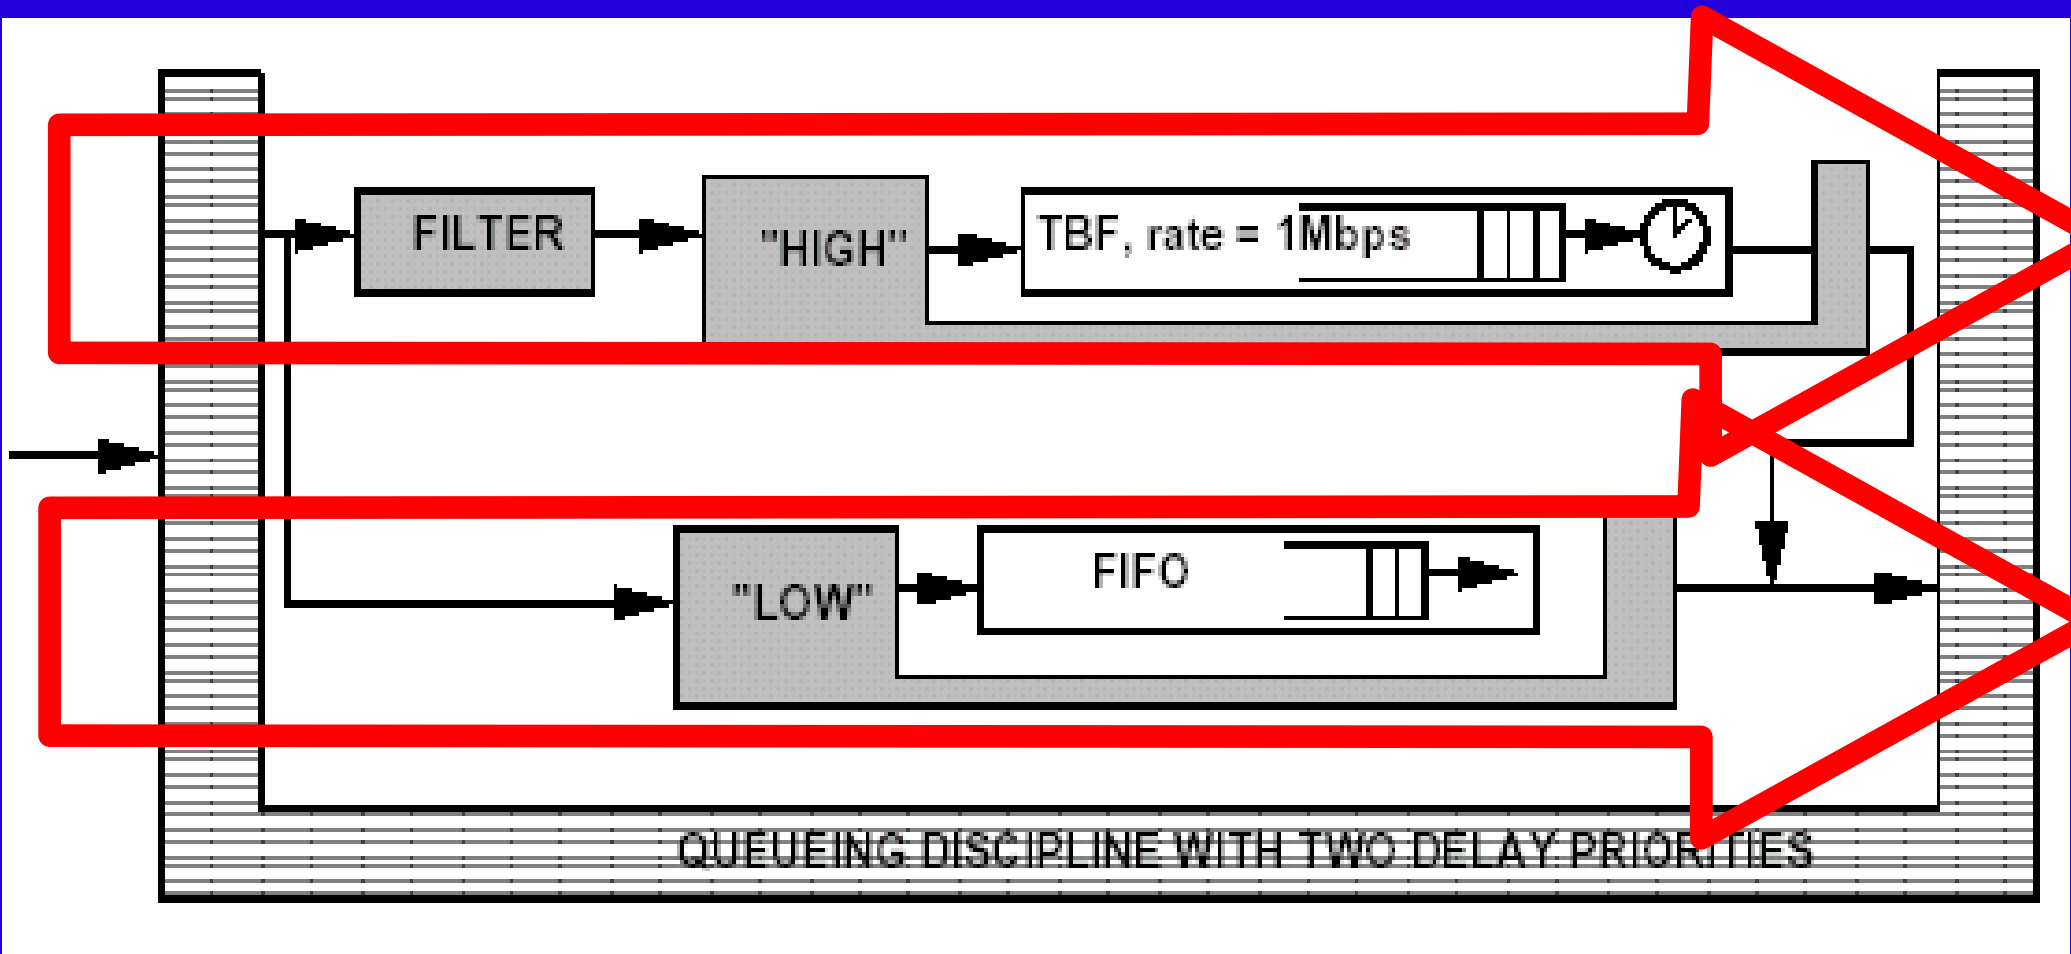 FILTER
"HIGH"
TBF, rate = 1Mbps
"LOW"
FIFO
QUEUEING DISCIPLINE WITH TWO DELAY PRIORITIES